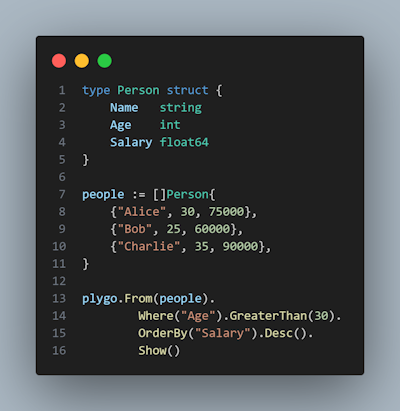 1 type Person struct {
2     Name   string
3     Age    int
4     Salary float64
5 }
6
7 people := []Person{
8     {"Alice", 30, 75000},
9     {"Bob", 25, 60000},
10     {"Charlie", 35, 90000},
11 }
12
13 plygo.From(people).
14         Where("Age").GreaterThan(30).
15         OrderBy("Salary").Desc().
16         Show()